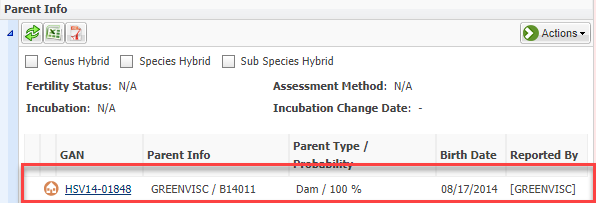 Parent Info
Actions
Genus Hybrid Species Hybrid Sub Species Hybrid
Fertility Status: N/A Assessment Method: N/A
Incubation: N/A Incubation Change Date: -
GAN Parent Info Parent Type / Probability Birth Date Reported By
HSV14-01848 GREENVISC / B14011 Dam / 100 % 08/17/2014 [GREENVISC]